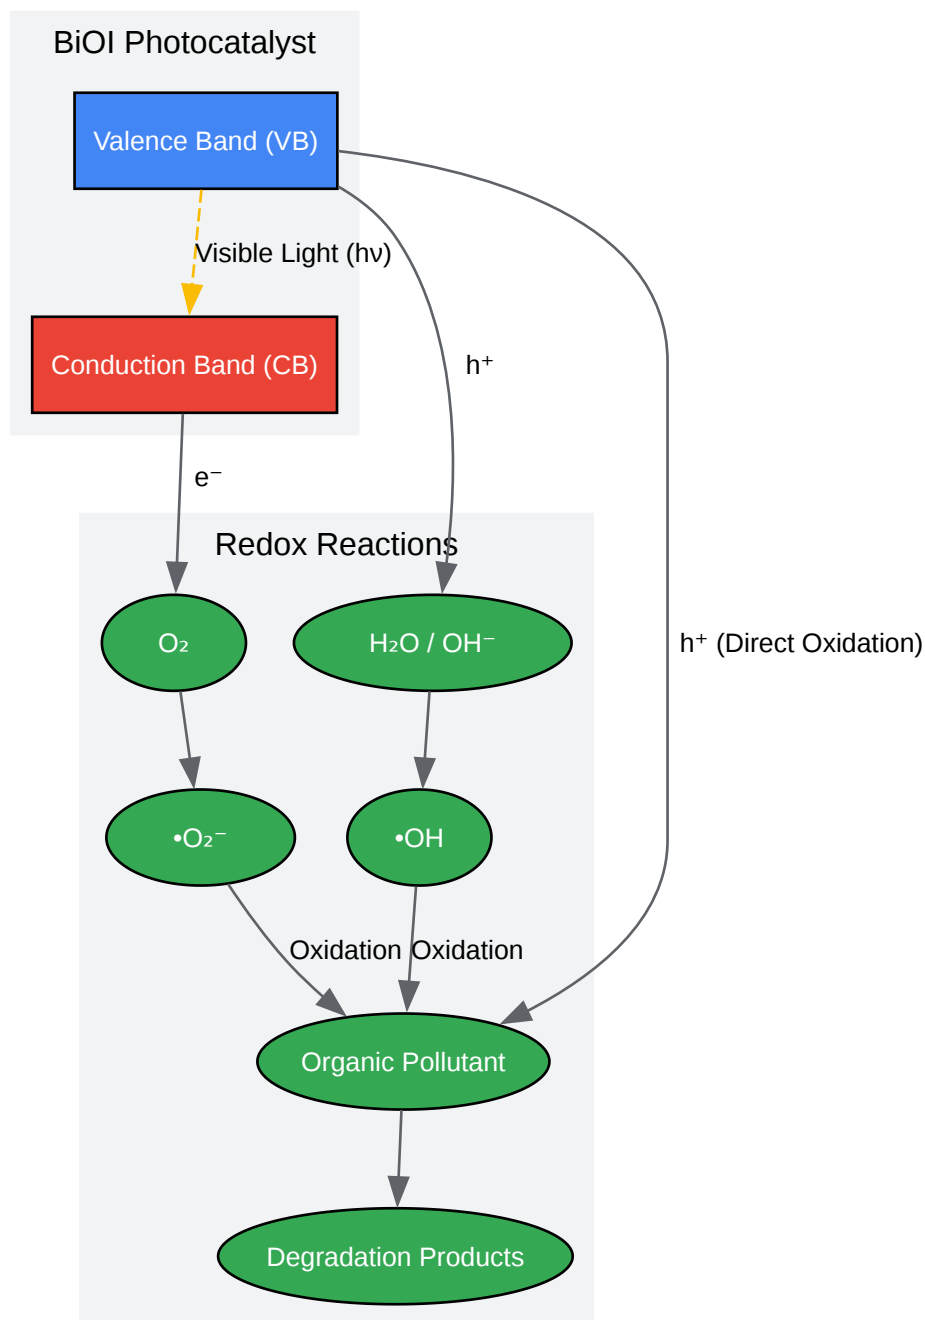 BiOI Photocatalyst
Valence Band (VB)
Visible Light (hν)
Conduction Band (CB)
h⁺
e⁻
Redox Reactions
O₂
H₂O / OH⁻
h⁺ (Direct Oxidation)
•O₂⁻
•OH
Oxidation
Oxidation
Organic Pollutant
Degradation Products